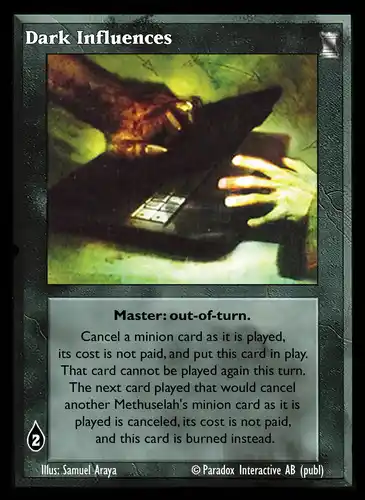 Dark Influences
Master: out-of-turn.
Cancel a minion card as it is played,
its cost is not paid, and put this card in play.
That card cannot be played again this turn.
The next card played that would cancel
another Methuselah's minion card as it is
played is canceled, its cost is not paid,
and this card is burned instead.
2
Illus: Samuel Araya © Paradox Interactive AB (publ)